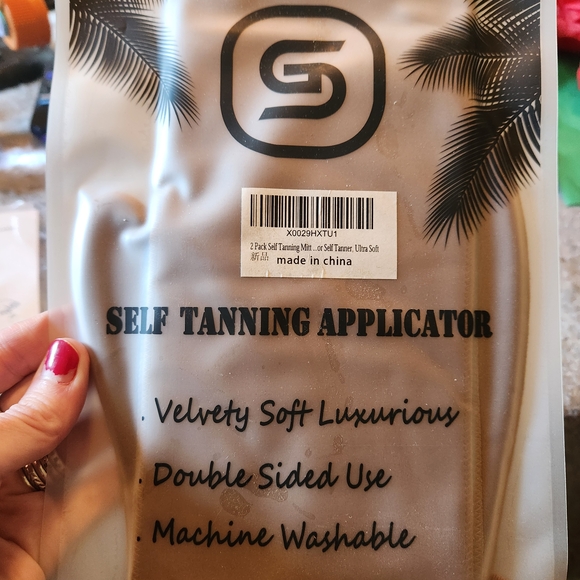 X0029HXTU1
2 Pack Self Tanning Mitt ...or Self Tanner, Ultra Soft
新品 made in china
SELF TANNING APPLICATOR
. Velvety Soft Luxurious
. Double Sided Use
. Machine Washable